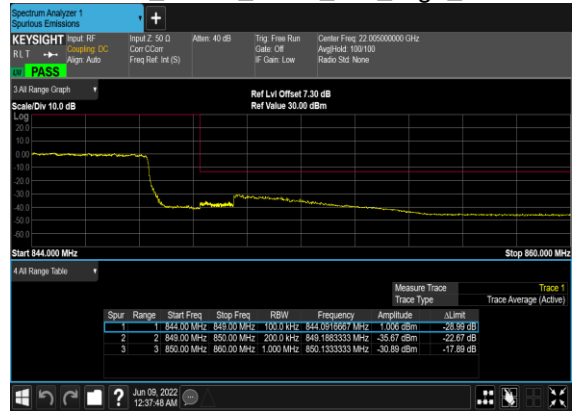 Spectrum Analyzer 1
Spurious Emissions
KEYSIGHT Input: RF Input Z: 50 Ω Atten: 40 dB Trig: Free Run Center Freq: 22.005000000 GHz
RLT Coupling: DC Corr CCorr Gate: Off Avg|Hold: 100/100
Align: Auto Freq Ref: Int (S) IF Gain: Low Radio Std: None
LW PASS
3 All Range Graph
Ref Lvl Offset 7.30 dB
Scale/Div 10.0 dB Ref Value 30.00 dBm
Log
20.0
10.0
0.00
-10.0
-20.0
-30.0
-40.0
-50.0
-60.0
Start 844.000 MHz Stop 860.000 MHz
4 All Range Table
Measure Trace Trace 1
Trace Type Trace Average (Active)
Spur Range Start Freq Stop Freq RBW Frequency Amplitude ΔLimit
1 1 844.00 MHz 849.00 MHz 100.0 kHz 844.0916667 MHz 1.006 dBm -28.99 dB
2 2 849.00 MHz 850.00 MHz 200.0 kHz 849.1883333 MHz -35.67 dBm -22.67 dB
3 3 850.00 MHz 860.00 MHz 1.000 MHz 850.1333333 MHz -30.89 dBm -17.89 dB
Jun 09, 2022
12:37:48 AM